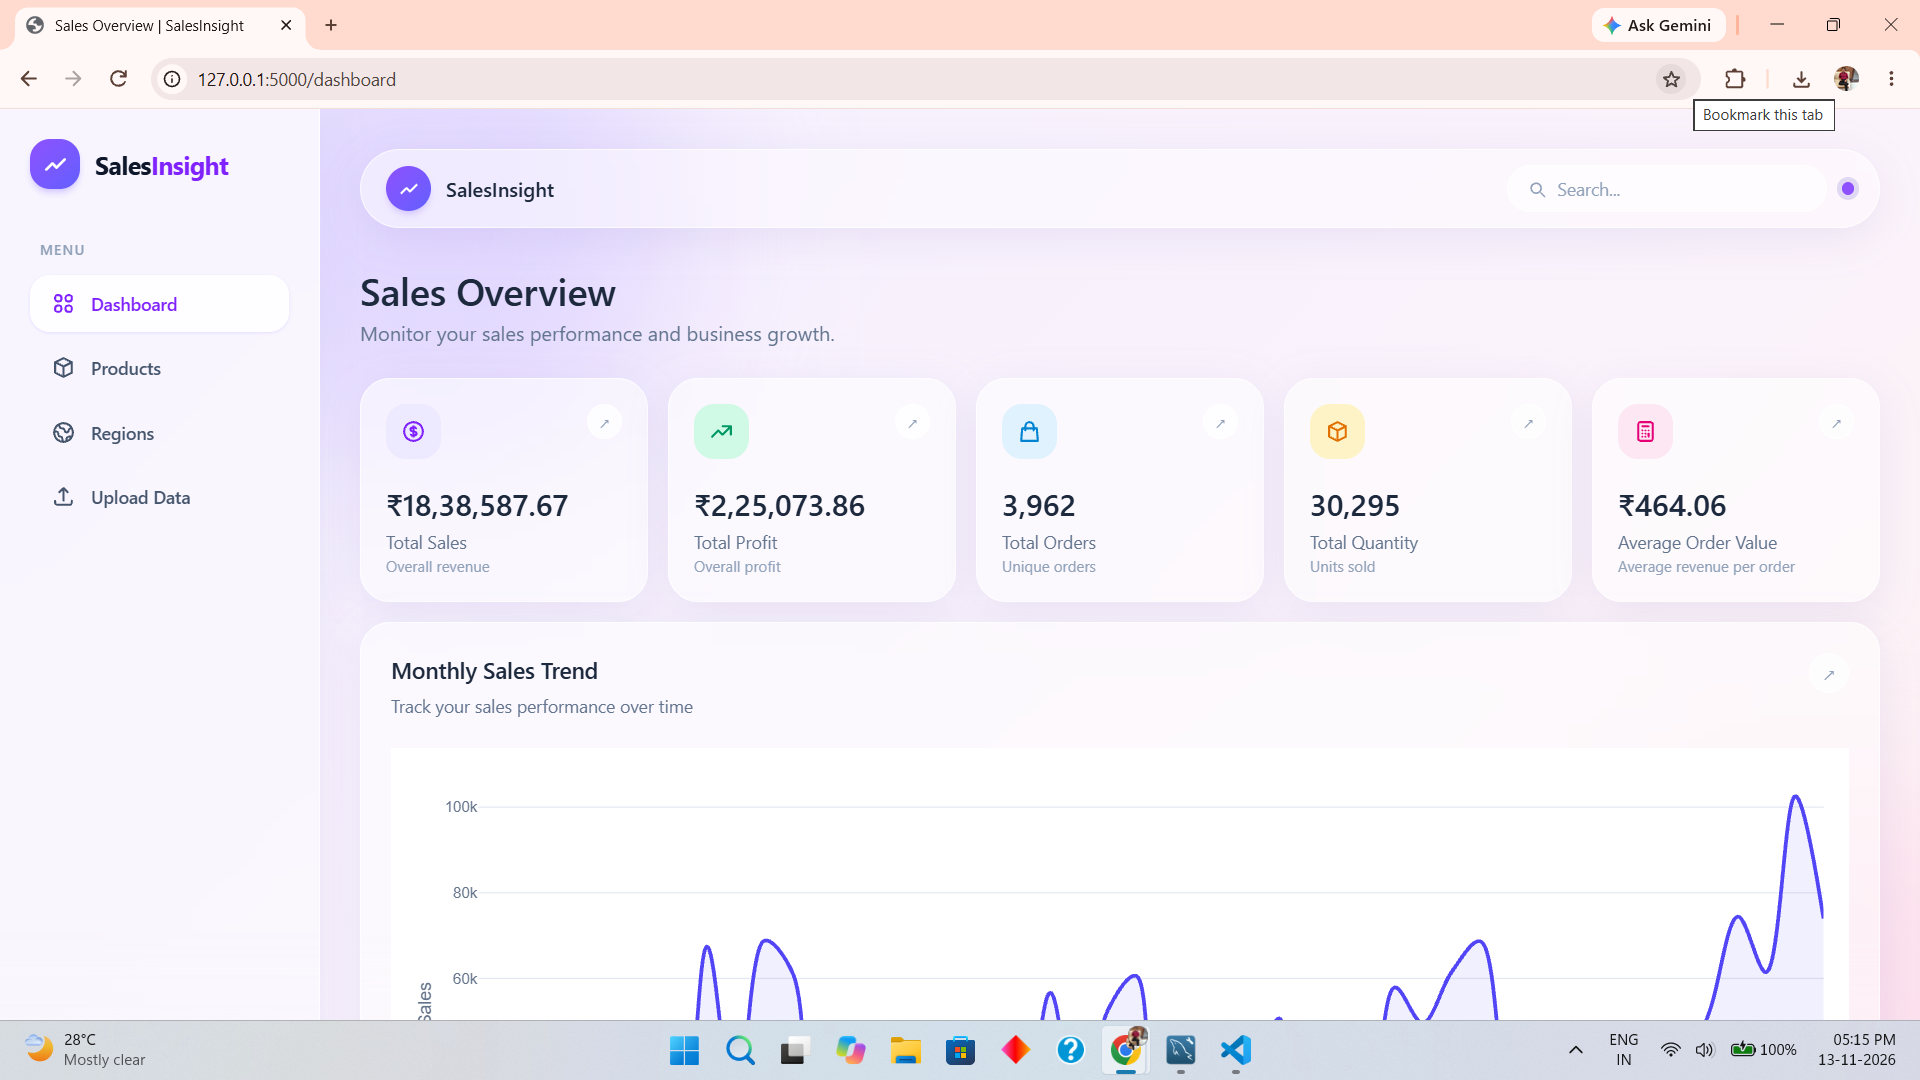 Sales Overview | SalesInsight
Ask Gemini
127.0.0.1:5000/dashboard
Bookmark this tab
SalesInsight
MENU
Dashboard
Products
Regions
Upload Data
SalesInsight
Search...
Sales Overview
Monitor your sales performance and business growth.
₹18,38,587.67
Total Sales
Overall revenue
₹2,25,073.86
Total Profit
Overall profit
3,962
Total Orders
Unique orders
30,295
Total Quantity
Units sold
₹464.06
Average Order Value
Average revenue per order
Monthly Sales Trend
Track your sales performance over time
100k
80k
60k
Sales
28°C
Mostly clear
ENG
IN
100%
05:15 PM
13-11-2026